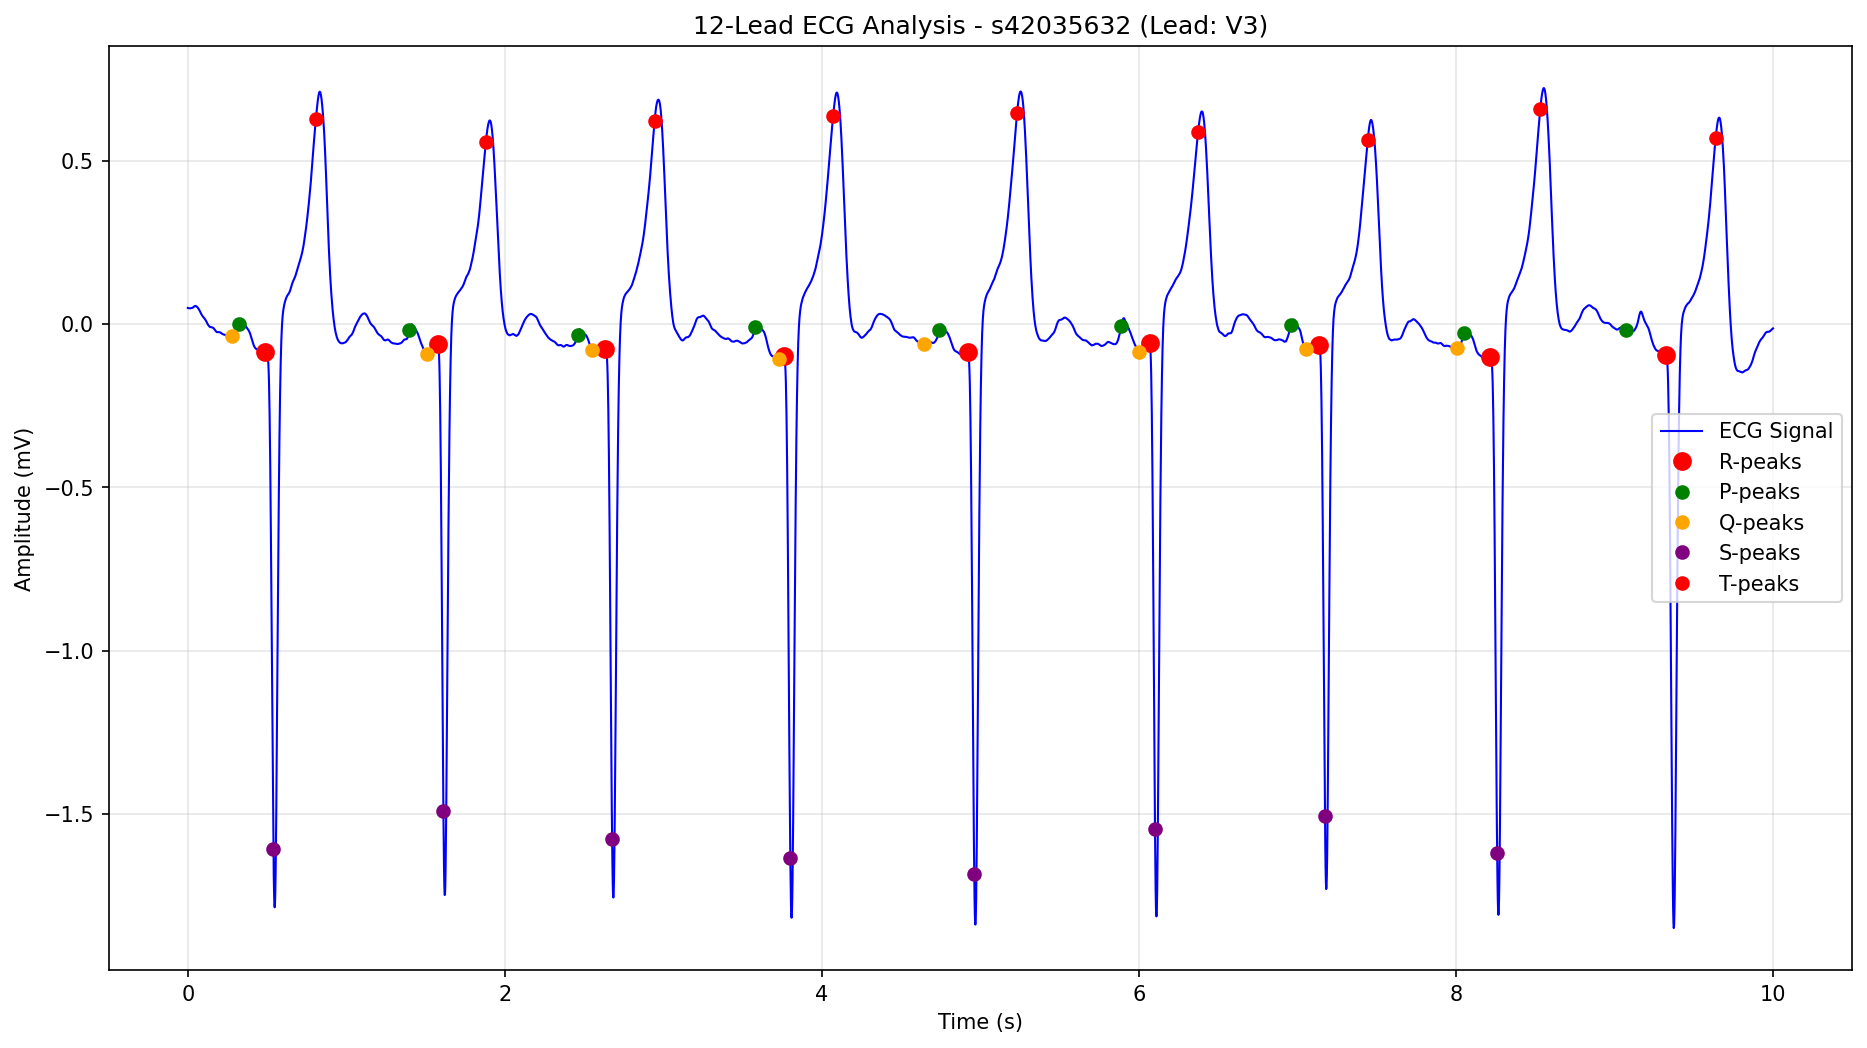 12-Lead ECG Analysis - s42035632 (Lead: V3)
Amplitude (mV)
0.5
0.0
−0.5
−1.0
−1.5
ECG Signal
R-peaks
P-peaks
Q-peaks
S-peaks
T-peaks
0 2 4 6 8 10
Time (s)